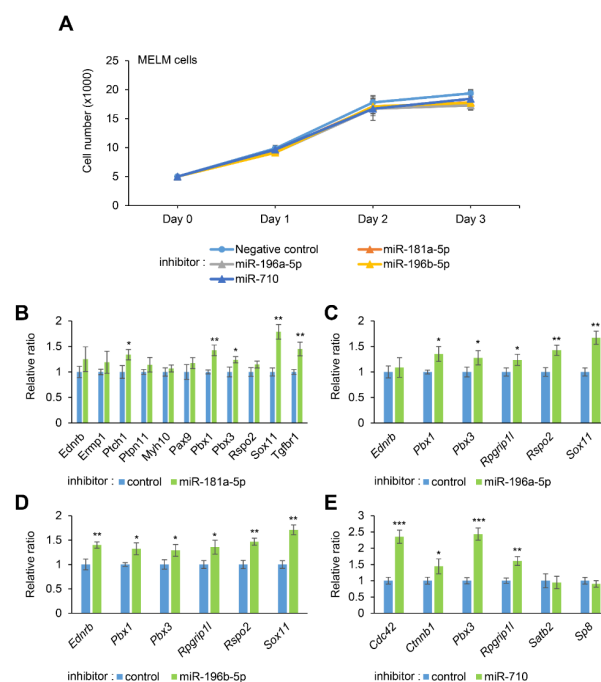 A
MELM cells
Cell number (x1000)
25
20
15
10
5
0
Day 0 Day 1 Day 2 Day 3
inhibitor :
Negative control miR-181a-5p
miR-196a-5p miR-196b-5p
miR-710
B
Relative ratio
2
1.5
1
0.5
0
* ** * ** **
Ednrb Ermp1 Ptch1 Ptpn11 Myh10 Pax9 Pbx1 Pbx3 Rspo2 Sox11 Tgfbr1
inhibitor : control miR-181a-5p
C
Relative ratio
2
1.5
1
0.5
0
* * * ** **
Ednrb Pbx1 Pbx3 Rpgrip1l Rspo2 Sox11
inhibitor : control miR-196a-5p
D
Relative ratio
2
1.5
1
0.5
0
** * * * ** **
Ednrb Pbx1 Pbx3 Rpgrip1l Rspo2 Sox11
inhibitor : control miR-196b-5p
E
Relative ratio
3
2.5
2
1.5
1
0.5
0
*** * *** **
Cdc42 Ctnnb1 Pbx3 Rpgrip1l Satb2 Sp8
inhibitor : control miR-710